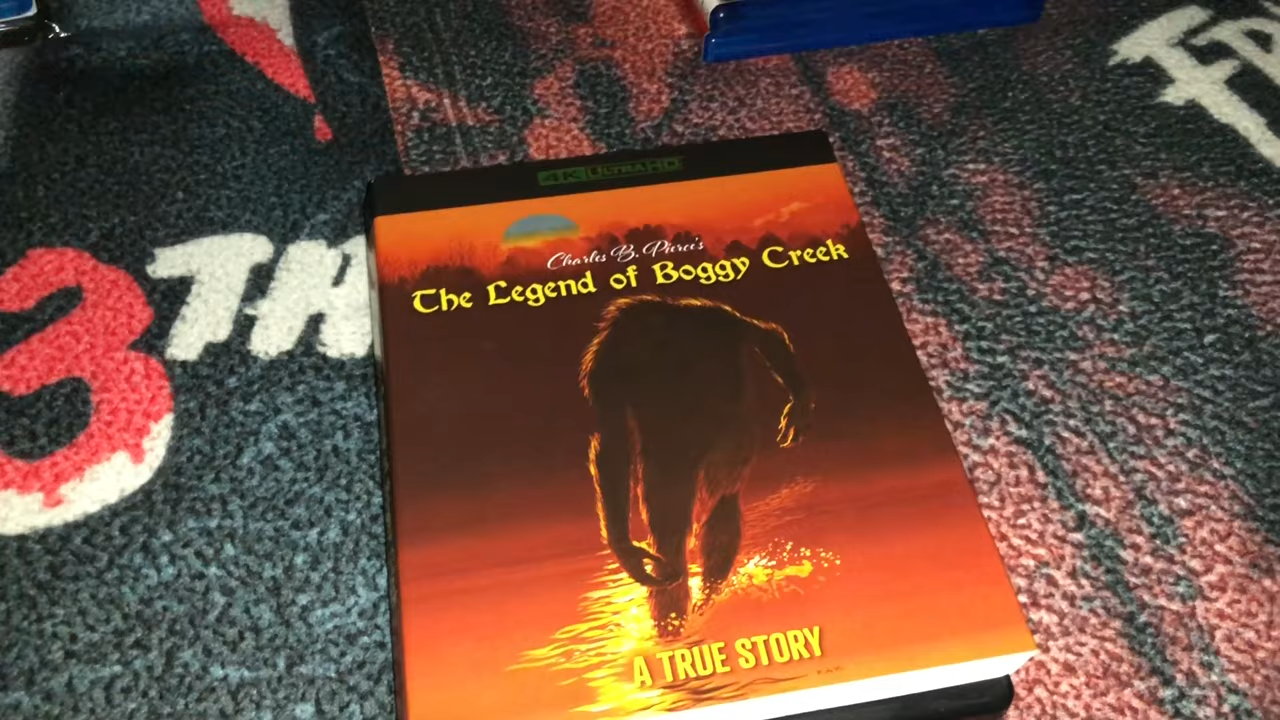 4K ULTRA HD
Charles B. Pierce's
The Legend of Boggy Creek
A TRUE STORY
3
TH